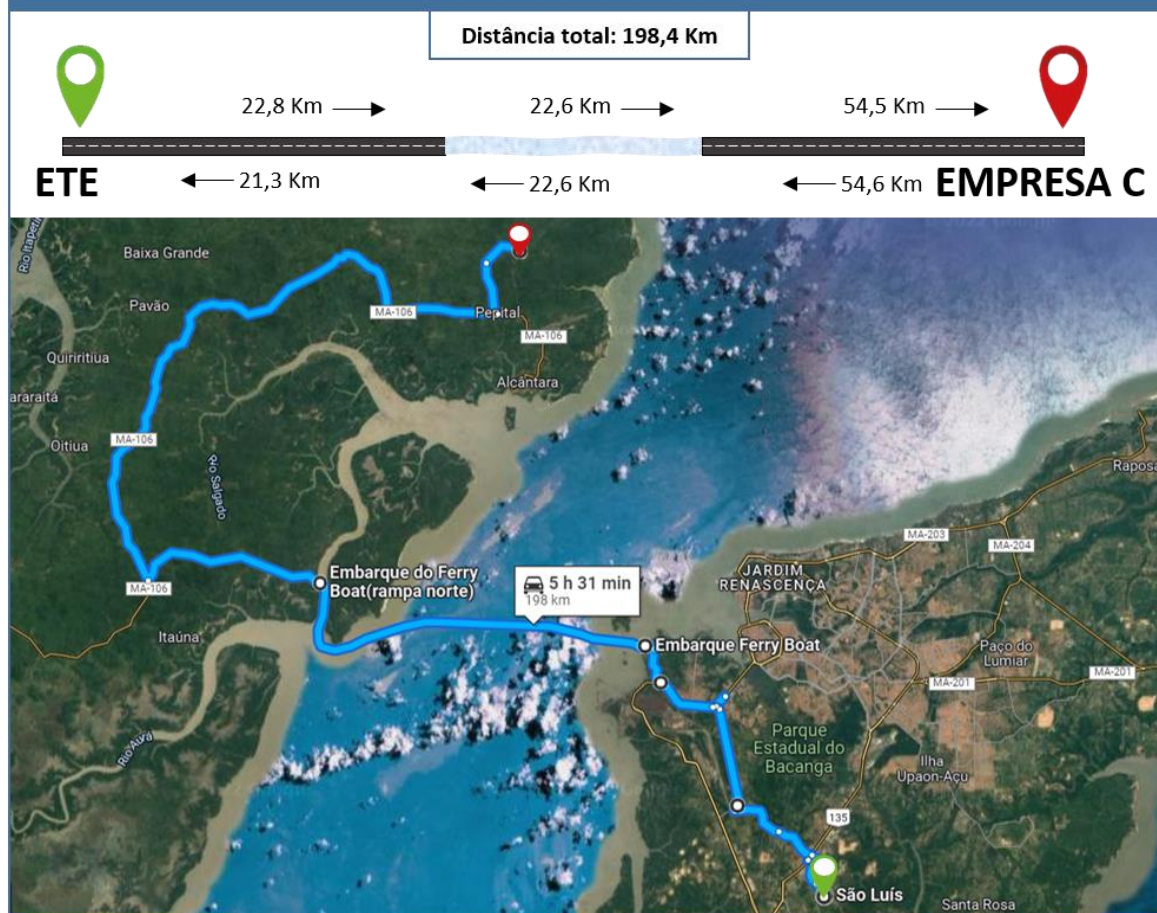 Distância total: 198,4 Km
22,8 Km
22,6 Km
54,5 Km
ETE
21,3 Km
22,6 Km
54,6 Km
EMPRESA C
Baixa Grande
Pavão
MA-106
Pepital
MA-106
Quiriritiua
Alcântara
araraitá
MA-106
Oitiua
Rio Salgado
Raposa
MA-203
MA-204
JARDIM
RENASCENÇA
Embarque do Ferry
Boat(rampa norte)
5 h 31 min
198 km
MA-106
Itaúna
Embarque Ferry Boat
Paço do
Lumiar
MA-201
MA-201
Parque
Estadual do
Bacanga
Rio Aurá
Ilha
Upaon-Açu
135
São Luís
Santa Rosa